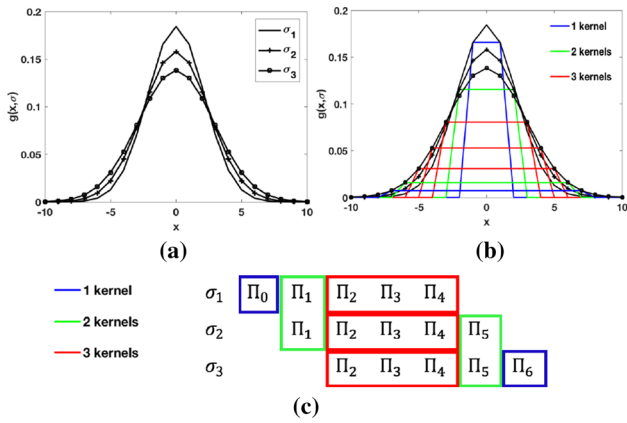 0.2
0.15
0.1
0.05
0
-10 -5 0 5 10
g(x,σ)
x
σ₁
σ₂
σ₃
(a)
0.2
0.15
0.1
0.05
0
-10 -5 0 5 10
g(x,σ)
x
1 kernel
2 kernels
3 kernels
(b)
1 kernel
2 kernels
3 kernels
σ₁ Π₀ Π₁ Π₂ Π₃ Π₄
σ₂ Π₁ Π₂ Π₃ Π₄ Π₅
σ₃ Π₂ Π₃ Π₄ Π₅ Π₆
(c)